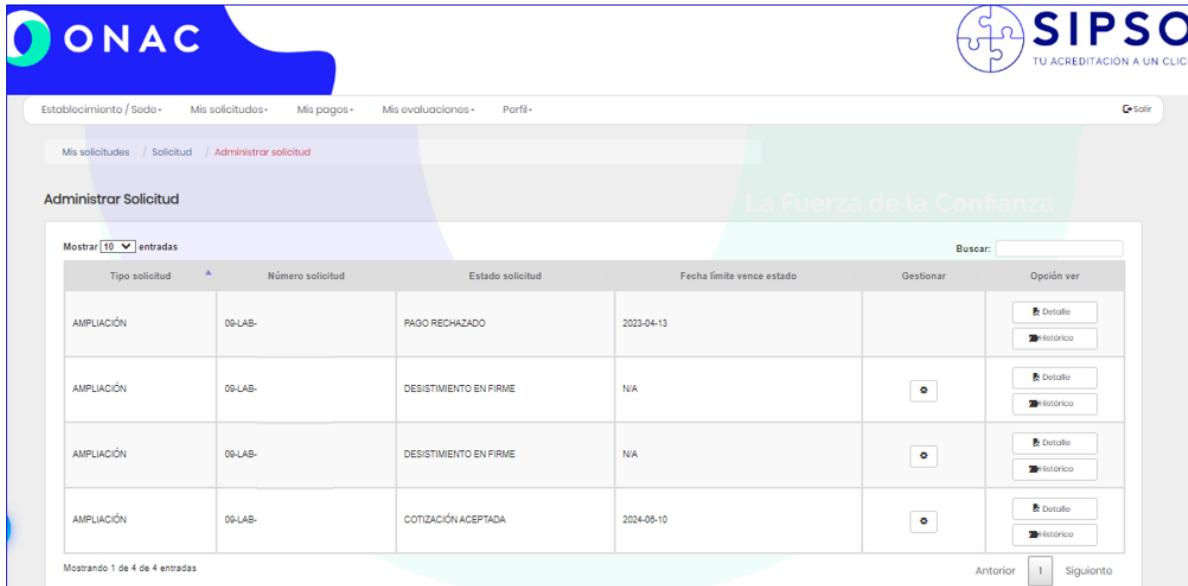 ONAC
SIPSO
TU ACREDITACIÓN A UN CLIC
Establecimiento / Sede Mis solicitudes Mis pagos Mis evaluaciones Perfil Salir
Mis solicitudes / Solicitud / Administrar solicitud
Administrar Solicitud
La Fuerza de la Confianza
Mostrar 10 entradas Buscar:
Tipo solicitud Número solicitud Estado solicitud Fecha límite vence estado Gestionar Opción ver
Detalle
AMPLIACIÓN 09-LAB- PAGO RECHAZADO 2023-04-13
Histórico
Detalle
AMPLIACIÓN 09-LAB- DESISTIMIENTO EN FIRME N/A
Histórico
Detalle
AMPLIACIÓN 09-LAB- DESISTIMIENTO EN FIRME N/A
Histórico
Detalle
AMPLIACIÓN 09-LAB- COTIZACIÓN ACEPTADA 2024-06-10
Histórico
Mostrando 1 de 4 de 4 entradas Anterior 1 Siguiente